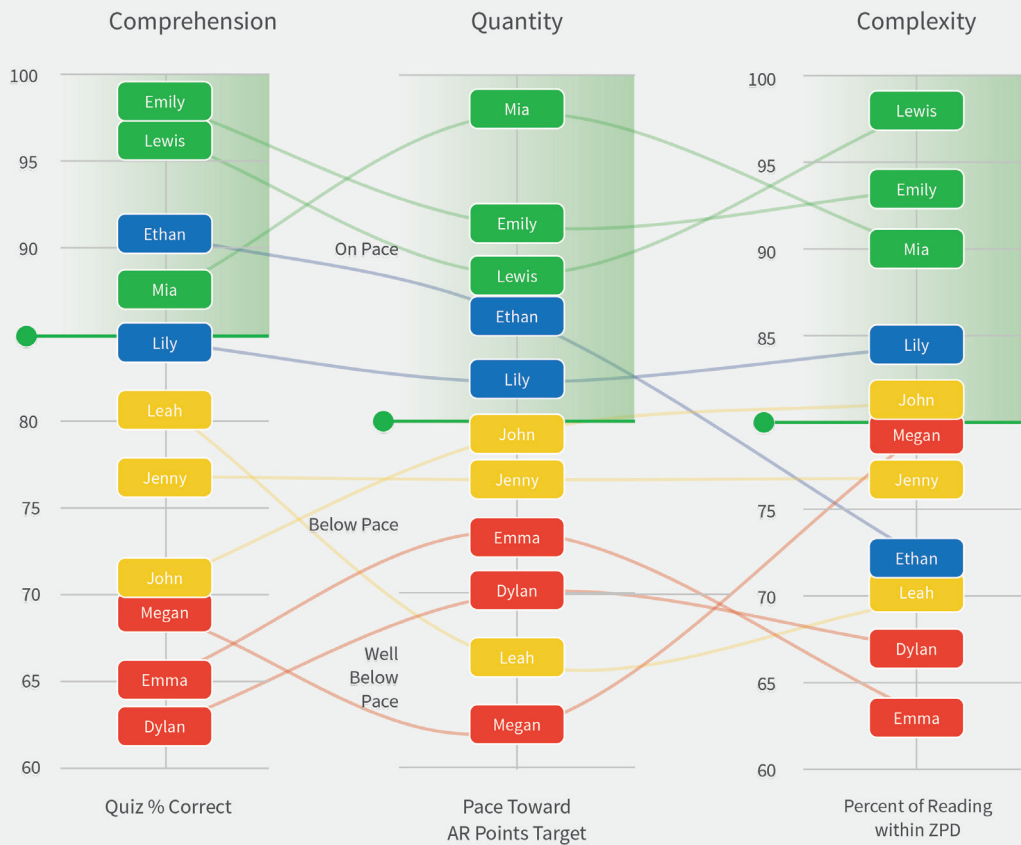 Comprehension
Quantity
Complexity
100
95
90
85
80
75
70
65
60
Emily
Lewis
Ethan
Mia
Lily
Leah
Jenny
John
Megan
Emma
Dylan
Quiz % Correct
On Pace
Below Pace
Well
Below
Pace
Mia
Emily
Lewis
Ethan
Lily
John
Jenny
Emma
Dylan
Leah
Megan
Pace Toward
AR Points Target
100
95
90
85
75
70
65
60
Lewis
Emily
Mia
Lily
John
Megan
Jenny
Ethan
Leah
Dylan
Emma
Percent of Reading
within ZPD